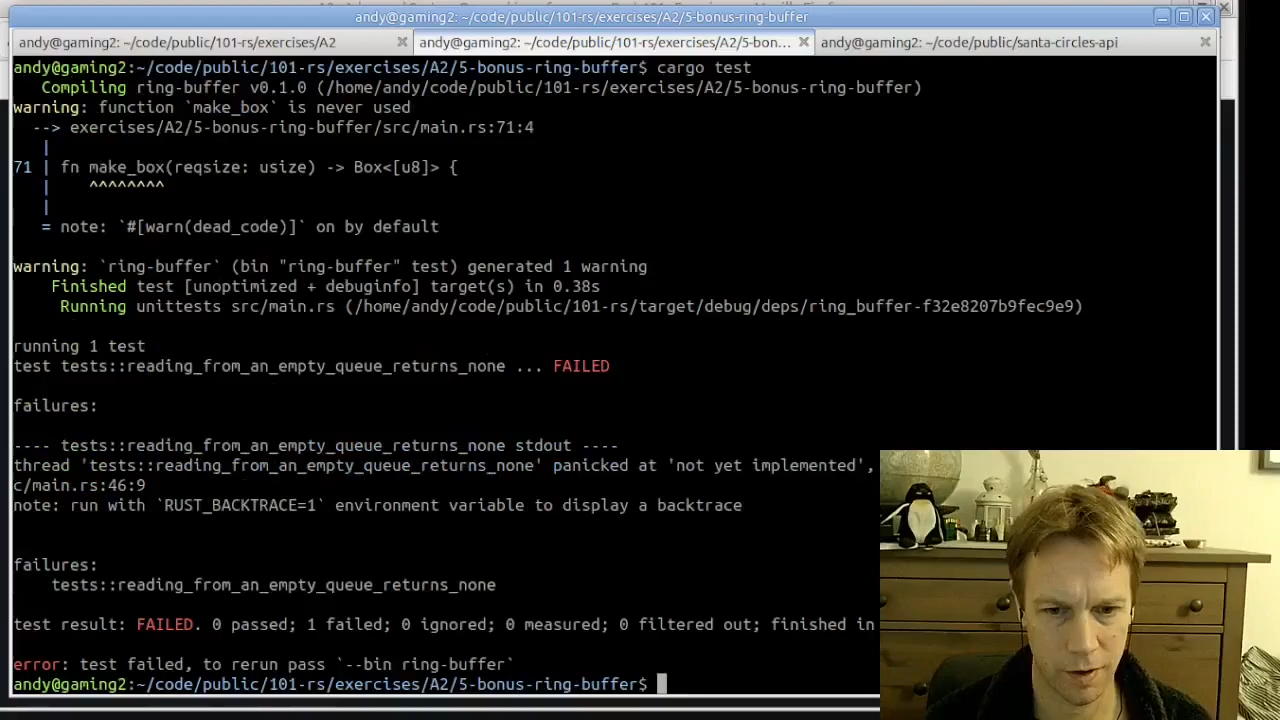 andy@gaming2: ~/code/public/101-rs/exercises/A2/5-bonus-ring-buffer
andy@gaming2: ~/code/public/101-rs/exercises/A2
andy@gaming2: ~/code/public/101-rs/exercises/A2/5-bon...
andy@gaming2: ~/code/public/santa-circles-api
andy@gaming2:~/code/public/101-rs/exercises/A2/5-bonus-ring-buffer$ cargo test
Compiling ring-buffer v0.1.0 (/home/andy/code/public/101-rs/exercises/A2/5-bonus-ring-buffer)
warning: function `make_box` is never used
--> exercises/A2/5-bonus-ring-buffer/src/main.rs:71:4
|
71 | fn make_box(reqsize: usize) -> Box<[u8]> {
|    ^^^^^^^^
|
= note: `#[warn(dead_code)]` on by default
warning: `ring-buffer` (bin "ring-buffer" test) generated 1 warning
Finished test [unoptimized + debuginfo] target(s) in 0.38s
Running unittests src/main.rs (/home/andy/code/public/101-rs/target/debug/deps/ring_buffer-f32e8207b9fec9e9)
running 1 test
test tests::reading_from_an_empty_queue_returns_none ... FAILED
failures:
---- tests::reading_from_an_empty_queue_returns_none stdout ----
thread 'tests::reading_from_an_empty_queue_returns_none' panicked at 'not yet implemented',
c/main.rs:46:9
note: run with `RUST_BACKTRACE=1` environment variable to display a backtrace
failures:
tests::reading_from_an_empty_queue_returns_none
test result: FAILED. 0 passed; 1 failed; 0 ignored; 0 measured; 0 filtered out; finished in
error: test failed, to rerun pass `--bin ring-buffer`
andy@gaming2:~/code/public/101-rs/exercises/A2/5-bonus-ring-buffer$